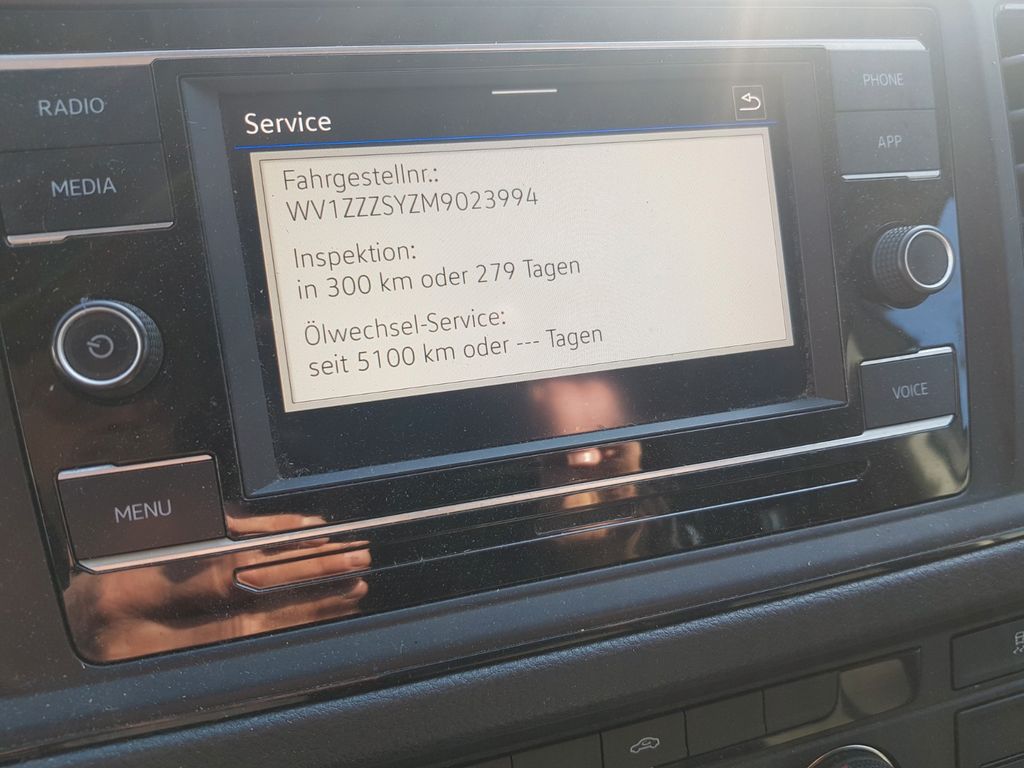 RADIO
MEDIA
MENU
Service
Fahrgestellnr.:
WV1ZZZSYZM9023994
Inspektion:
in 300 km oder 279 Tagen
Ölwechsel-Service:
seit 5100 km oder --- Tagen
PHONE
APP
VOICE